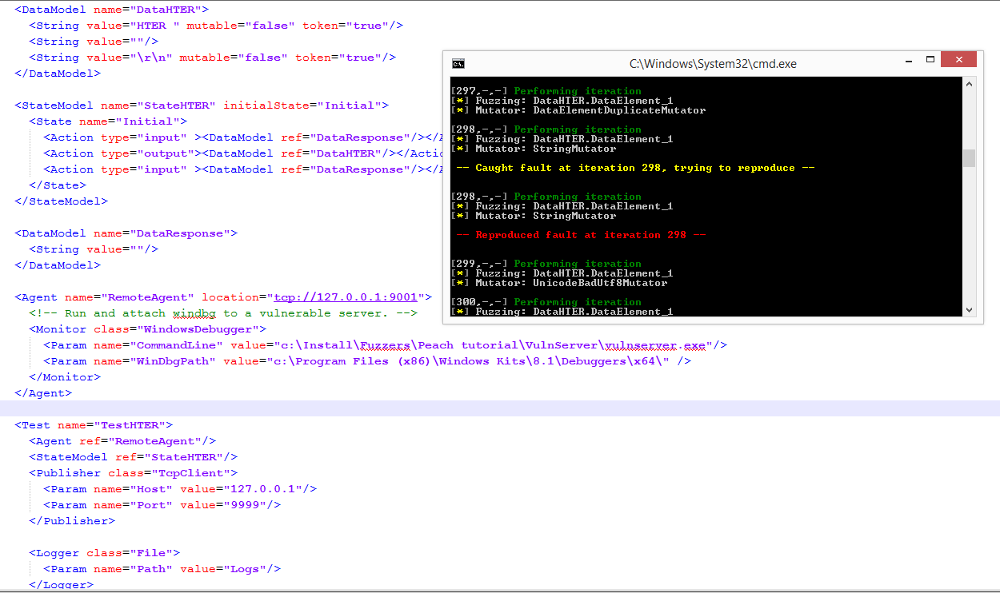 <DataModel name="DataHTER">
<String value="HTER " mutable="false" token="true"/>
<String value=""/>
<String value="\r\n" mutable="false" token="true"/>
</DataModel>
<StateModel name="StateHTER" initialState="Initial">
<State name="Initial">
<Action type="input" ><DataModel ref="DataResponse"/></A
<Action type="output"><DataModel ref="DataHTER"/></Actio
<Action type="input" ><DataModel ref="DataResponse"/></A
</State>
</StateModel>
<DataModel name="DataResponse">
<String value=""/>
</DataModel>
<Agent name="RemoteAgent" location="tcp://127.0.0.1:9001">
<!-- Run and attach windbg to a vulnerable server. -->
<Monitor class="WindowsDebugger">
<Param name="CommandLine" value="c:\Install\Fuzzers\Peach tutorial\VulnServer\vulnserver.exe"/>
<Param name="WinDbgPath" value="c:\Program Files (x86)\Windows Kits\8.1\Debuggers\x64\" />
</Monitor>
</Agent>
<Test name="TestHTER">
<Agent ref="RemoteAgent"/>
<StateModel ref="StateHTER"/>
<Publisher class="TcpClient">
<Param name="Host" value="127.0.0.1"/>
<Param name="Port" value="9999"/>
</Publisher>
<Logger class="File">
<Param name="Path" value="Logs"/>
</Logger>
C:\Windows\System32\cmd.exe
[297,-,-] Performing iteration
[*] Fuzzing: DataHTER.DataElement_1
[*] Mutator: DataElementDuplicateMutator
[298,-,-] Performing iteration
[*] Fuzzing: DataHTER.DataElement_1
[*] Mutator: StringMutator
-- Caught fault at iteration 298, trying to reproduce --
[298,-,-] Performing iteration
[*] Fuzzing: DataHTER.DataElement_1
[*] Mutator: StringMutator
-- Reproduced fault at iteration 298 --
[299,-,-] Performing iteration
[*] Fuzzing: DataHTER.DataElement_1
[*] Mutator: UnicodeBadUtf8Mutator
[300,-,-] Performing iteration
[*] Fuzzing: DataHTER.DataElement_1